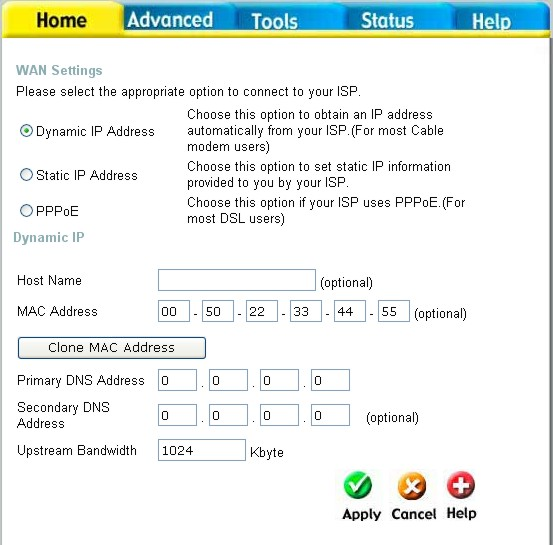 Home Advanced Tools Status Help
WAN Settings
Please select the appropriate option to connect to your ISP.
Dynamic IP Address
Choose this option to obtain an IP address
automatically from your ISP.(For most Cable
modem users)
Static IP Address
Choose this option to set static IP information
provided to you by your ISP.
PPPoE
Choose this option if your ISP uses PPPoE.(For
most DSL users)
Dynamic IP
Host Name (optional)
MAC Address 00 - 50 - 22 - 33 - 44 - 55 (optional)
Clone MAC Address
Primary DNS Address 0 . 0 . 0 . 0
Secondary DNS
Address 0 . 0 . 0 . 0 (optional)
Upstream Bandwidth 1024 Kbyte
Apply Cancel Help